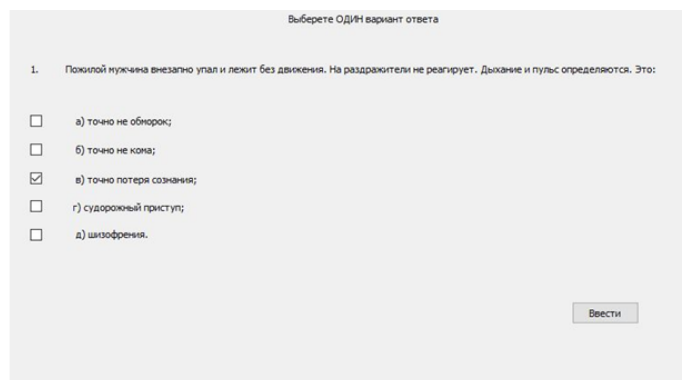 Выберете ОДИН вариант ответа
1. Пожилой мужчина внезапно упал и лежит без движения. На раздражители не реагирует. Дыхание и пульс определяются. Это:
а) точно не обморок;
б) точно не кома;
в) точно потеря сознания;
г) судорожный приступ;
д) шизофрения.
Ввести